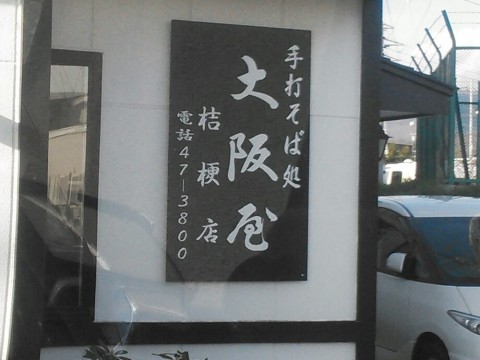 手打そば処
大阪屋
桔梗店
電話47-3800